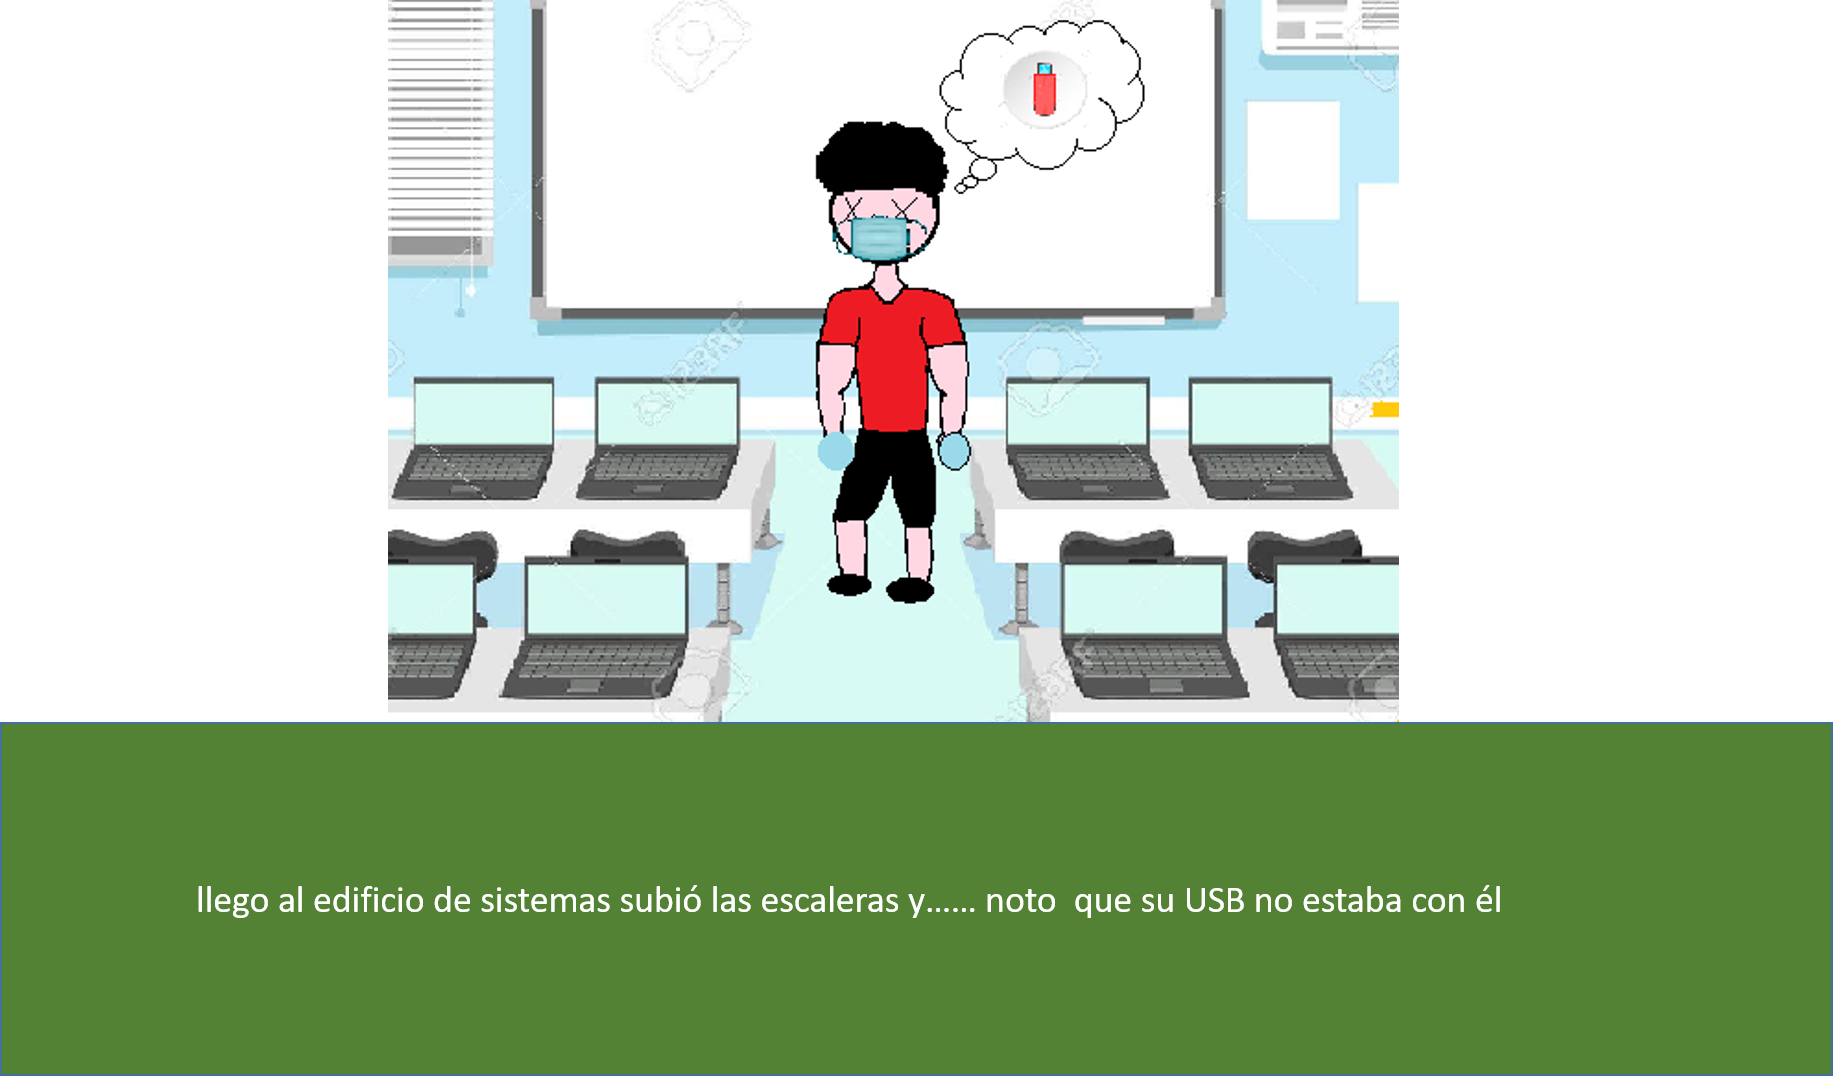 llego al edificio de sistemas subió las escaleras y...... noto  que su USB no estaba con él